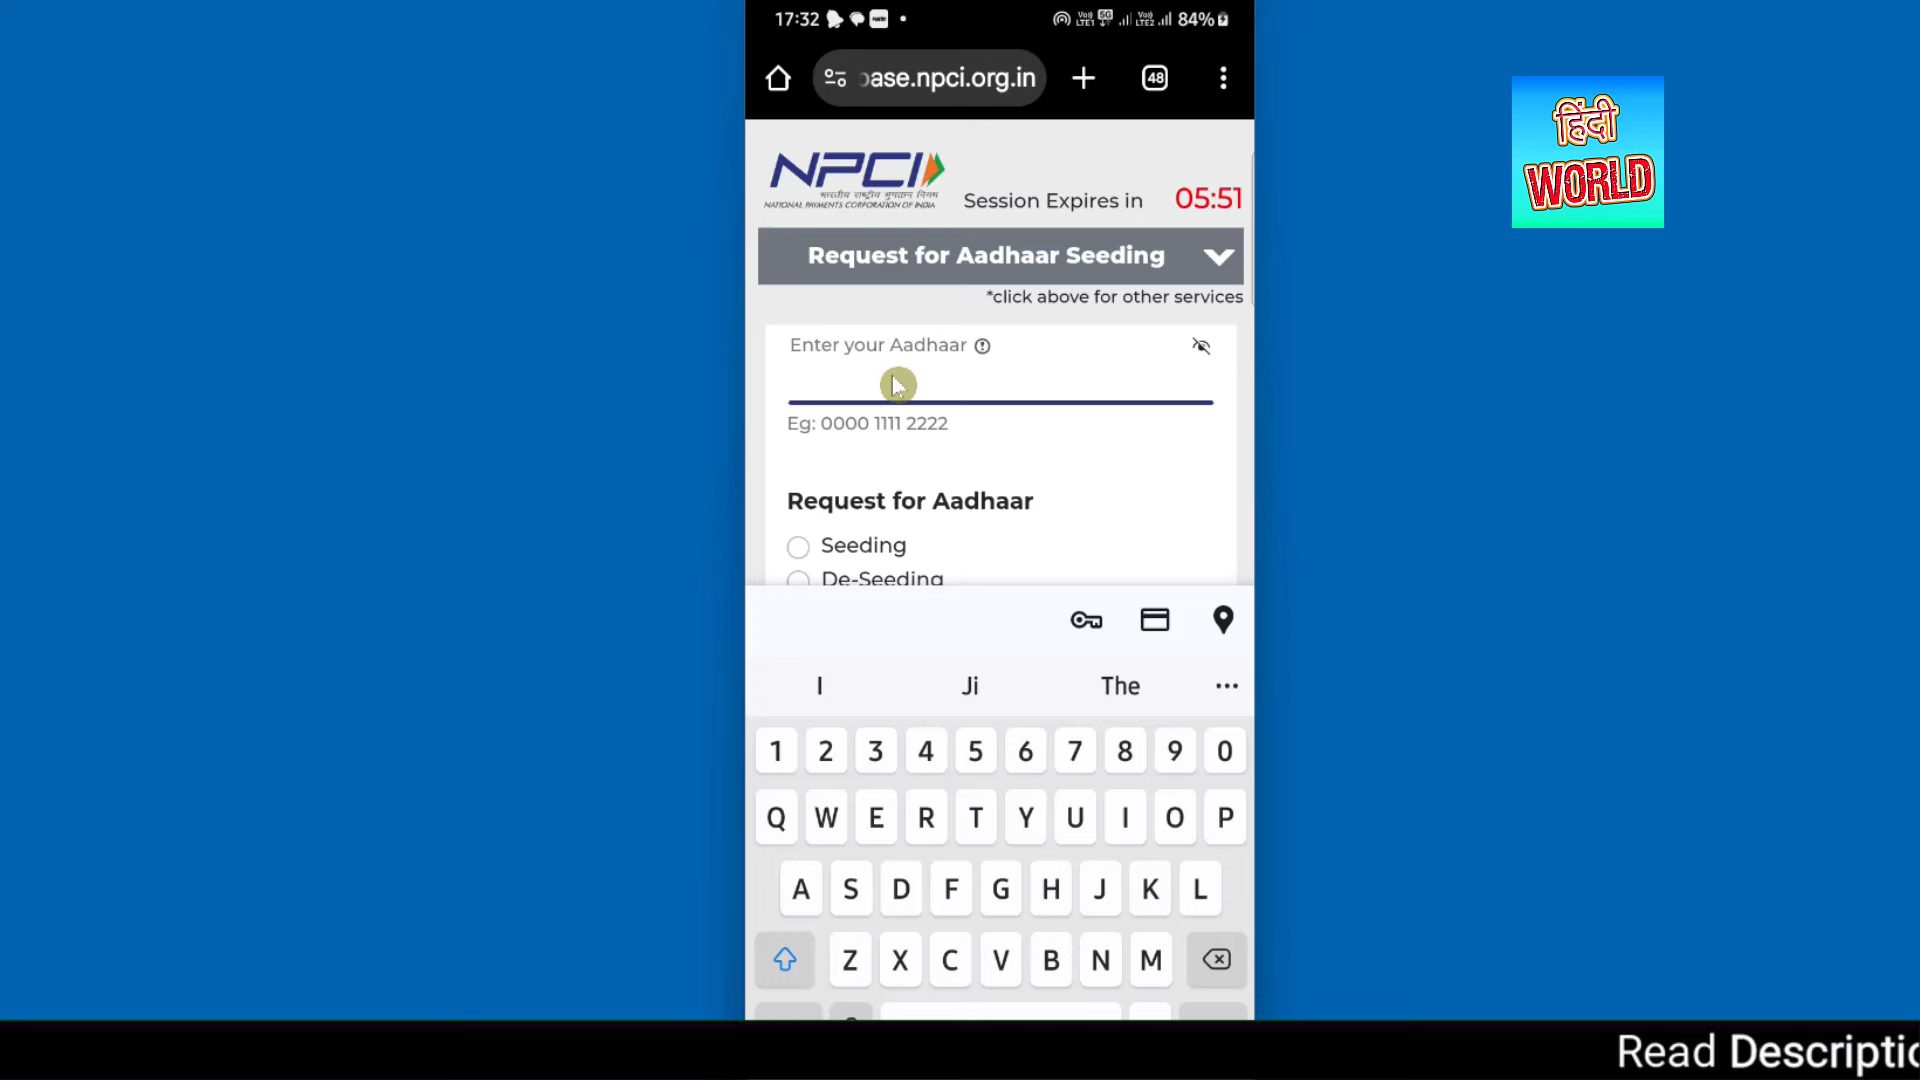 17:32
84%
ase.npci.org.in
48
NPCI
भारतीय राष्ट्रीय भुगतान निगम
NATIONAL PAYMENTS CORPORATION OF INDIA
Session Expires in 05:51
Request for Aadhaar Seeding
*click above for other services
Enter your Aadhaar
Eg: 0000 1111 2222
Request for Aadhaar
Seeding
De-Seeding
I Ji The
1 2 3 4 5 6 7 8 9 0
Q W E R T Y U I O P
A S D F G H J K L
Z X C V B N M
हिंदी
WORLD
Read Descriptio